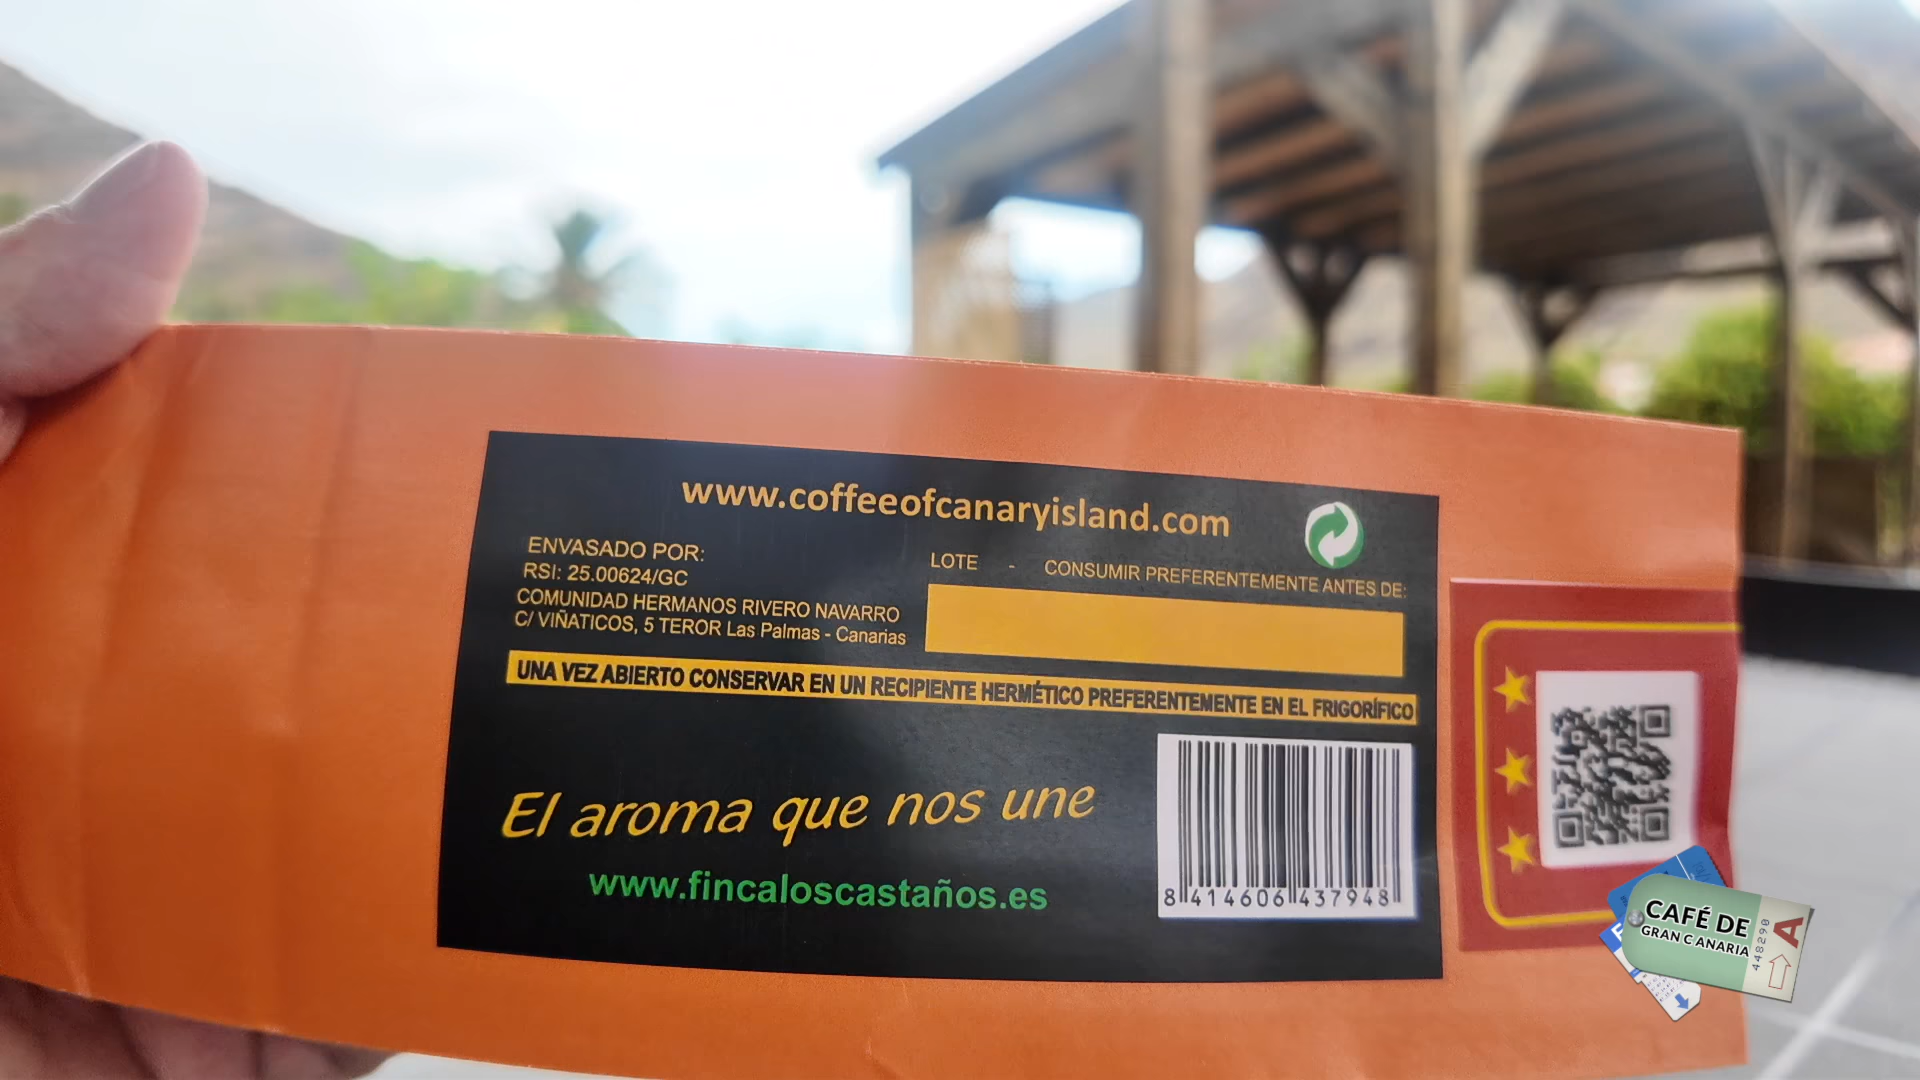 www.coffeeofcanaryisland.com
ENVASADO POR:
RSI: 25.00624/GC
COMUNIDAD HERMANOS RIVERO NAVARRO
C/ VIÑATICOS, 5 TEROR Las Palmas - Canarias
LOTE - CONSUMIR PREFERENTEMENTE ANTES DE:
UNA VEZ ABIERTO CONSERVAR EN UN RECIPIENTE HERMÉTICO PREFERENTEMENTE EN EL FRIGORÍFICO
El aroma que nos une
www.fincaloscastaños.es
8 414606 437948
CAFÉ DE
GRAN CANARIA
448290
A